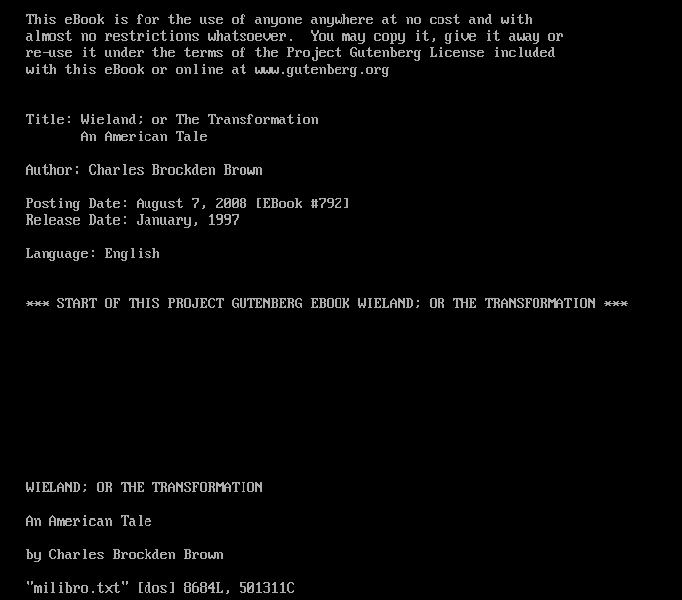 This eBook is for the use of anyone anywhere at no cost and with
almost no restrictions whatsoever.  You may copy it, give it away or
re-use it under the terms of the Project Gutenberg License included
with this eBook or online at www.gutenberg.org
Title: Wieland; or The Transformation
An American Tale
Author: Charles Brockden Brown
Posting Date: August 7, 2008 [EBook #792]
Release Date: January, 1997
Language: English
*** START OF THIS PROJECT GUTENBERG EBOOK WIELAND; OR THE TRANSFORMATION ***
WIELAND; OR THE TRANSFORMATION
An American Tale
by Charles Brockden Brown
"milibro.txt" [dos] 8684L, 501311C